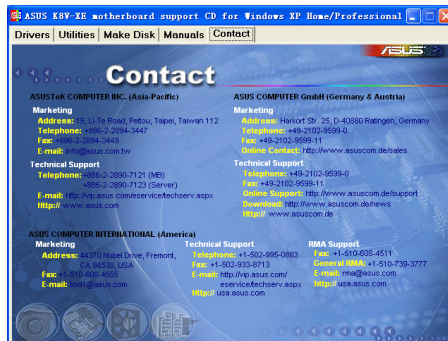 ASUS K8V-XE motherboard support CD for Windows XP Home/Professional
Drivers Utilities Make Disk Manuals Contact
ASUS
Contact
ASUSTeK COMPUTER INC. (Asia-Pacific)
Marketing
Address: 15, Li-Te Road, Peitou, Taipei, Taiwan 112
Telephone: +886-2-2894-3447
Fax: +886-2-2894-3449
E-mail: info@asus.com.tw
Technical Support
Telephone: +886-2-2890-7121 (MB)
+886-2-2890-7123 (Server)
E-mail: http://vip.asus.com/eservice/techserv.aspx
Http:// www.asus.com
ASUS COMPUTER GmbH (Germany & Austria)
Marketing
Address: Harkort Str. 25, D-40880 Ratingen, Germany
Telephone: +49-2102-9599-0
Fax: +49-2102-9599-11
Online Contact: http://www.asuscom.de/sales
Technical Support
Telephone: +49-2102-9599-0
Fax: +49-2102-9599-11
Online Support: http://www.asuscom.de/support
Download: http://www.asuscom.de/news
Http:// www.asuscom.de
ASUS COMPUTER INTERNATIONAL (America)
Marketing
Address: 44370 Nobel Drive, Fremont,
CA 94538, USA
Fax: +1-510-608-4555
E-mail: tmd1@asus.com
Technical Support
Telephone: +1-502-995-0883
Fax: +1-502-933-8713
E-mail: http://vip.asus.com/
eservice/techserv.aspx
Http:// usa.asus.com
RMA Support
Fax: +1-510-608-4511
General RMA: +1-510-739-3777
E-mail: rma@asus.com
http:// usa.asus.com